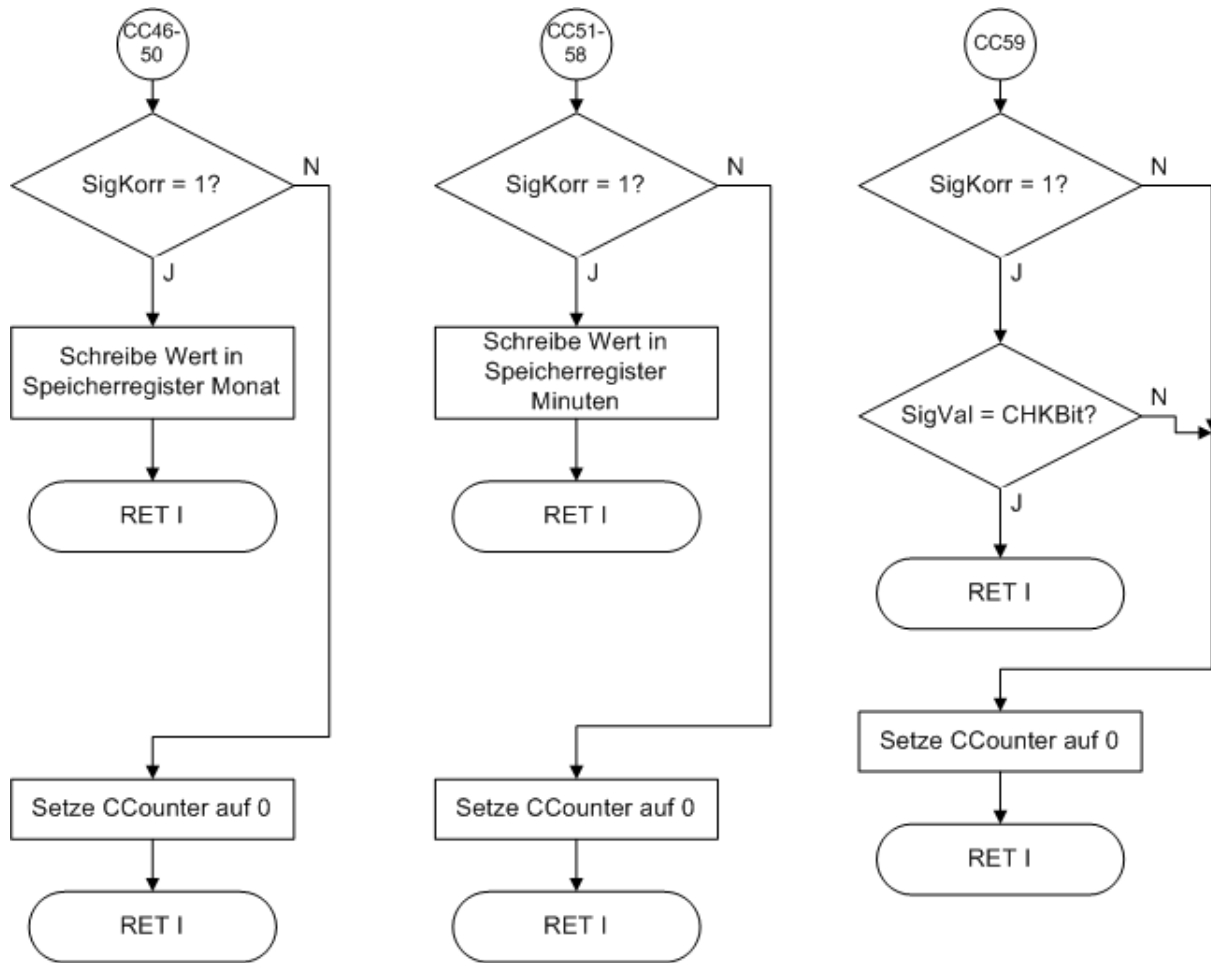 CC46-
50
SigKorr = 1?
N
J
Schreibe Wert in
Speicherregister Monat
RET I
Setze CCounter auf 0
RET I
CC51-
58
SigKorr = 1?
N
J
Schreibe Wert in
Speicherregister
Minuten
RET I
Setze CCounter auf 0
RET I
CC59
SigKorr = 1?
N
J
SigVal = CHKBit?
N
J
RET I
Setze CCounter auf 0
RET I